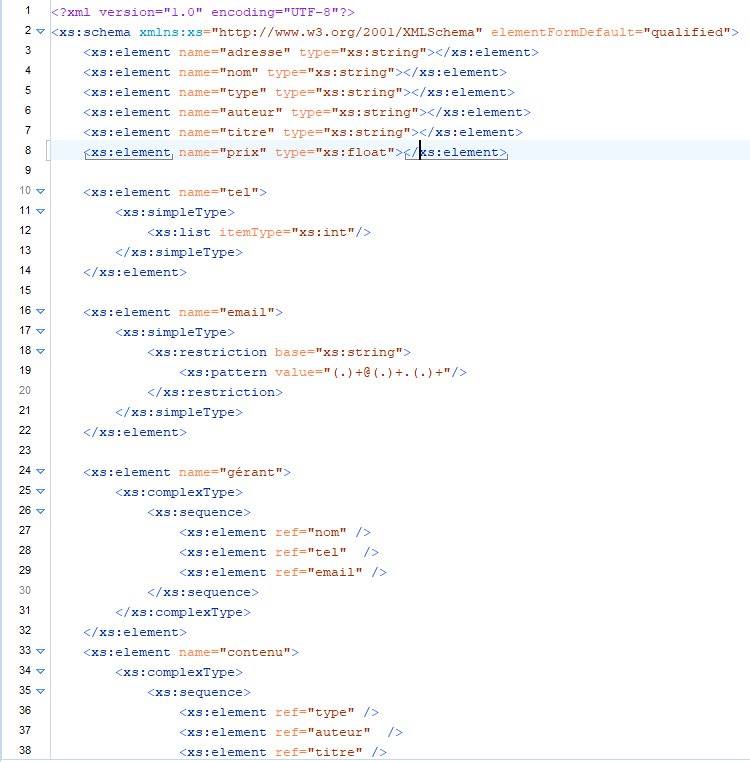 1 <?xml version="1.0" encoding="UTF-8"?>
2 <xs:schema xmlns:xs="http://www.w3.org/2001/XMLSchema" elementFormDefault="qualified">
3 <xs:element name="adresse" type="xs:string"></xs:element>
4 <xs:element name="nom" type="xs:string"></xs:element>
5 <xs:element name="type" type="xs:string"></xs:element>
6 <xs:element name="auteur" type="xs:string"></xs:element>
7 <xs:element name="titre" type="xs:string"></xs:element>
8 <xs:element name="prix" type="xs:float"></xs:element>
9
10 <xs:element name="tel">
11 <xs:simpleType>
12 <xs:list itemType="xs:int"/>
13 </xs:simpleType>
14 </xs:element>
15
16 <xs:element name="email">
17 <xs:simpleType>
18 <xs:restriction base="xs:string">
19 <xs:pattern value="(.)+@(.)+.(.)+"/>
20 </xs:restriction>
21 </xs:simpleType>
22 </xs:element>
23
24 <xs:element name="gérant">
25 <xs:complexType>
26 <xs:sequence>
27 <xs:element ref="nom" />
28 <xs:element ref="tel"  />
29 <xs:element ref="email" />
30 </xs:sequence>
31 </xs:complexType>
32 </xs:element>
33 <xs:element name="contenu">
34 <xs:complexType>
35 <xs:sequence>
36 <xs:element ref="type" />
37 <xs:element ref="auteur"  />
38 <xs:element ref="titre" />